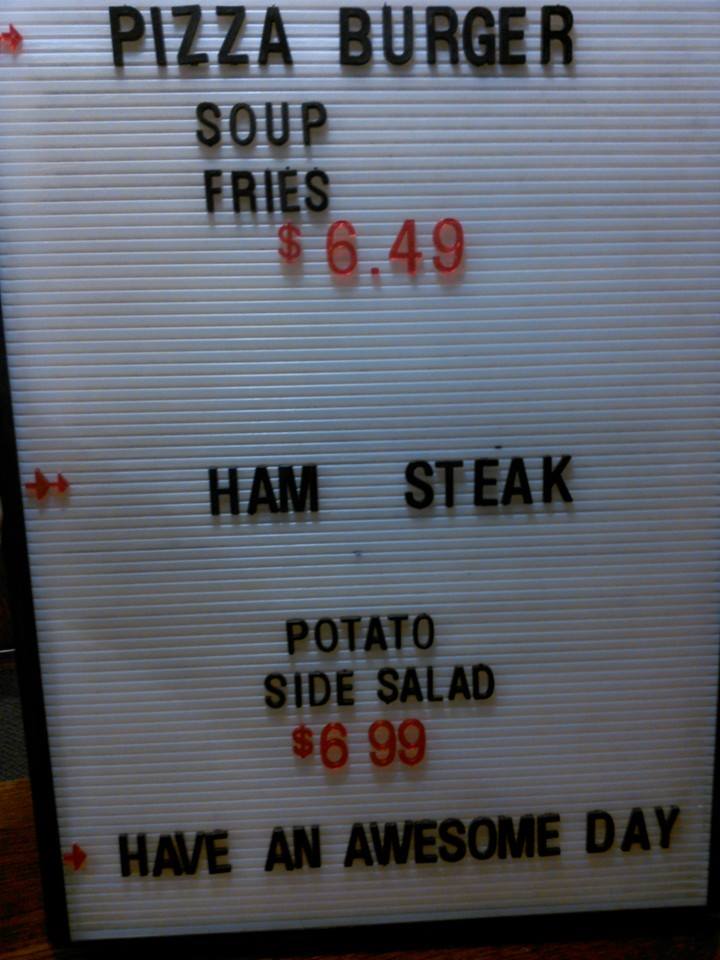 PIZZA BURGER
SOUP
FRIES
$6.49
HAM STEAK
POTATO
SIDE SALAD
$6 99
HAVE AN AWESOME DAY